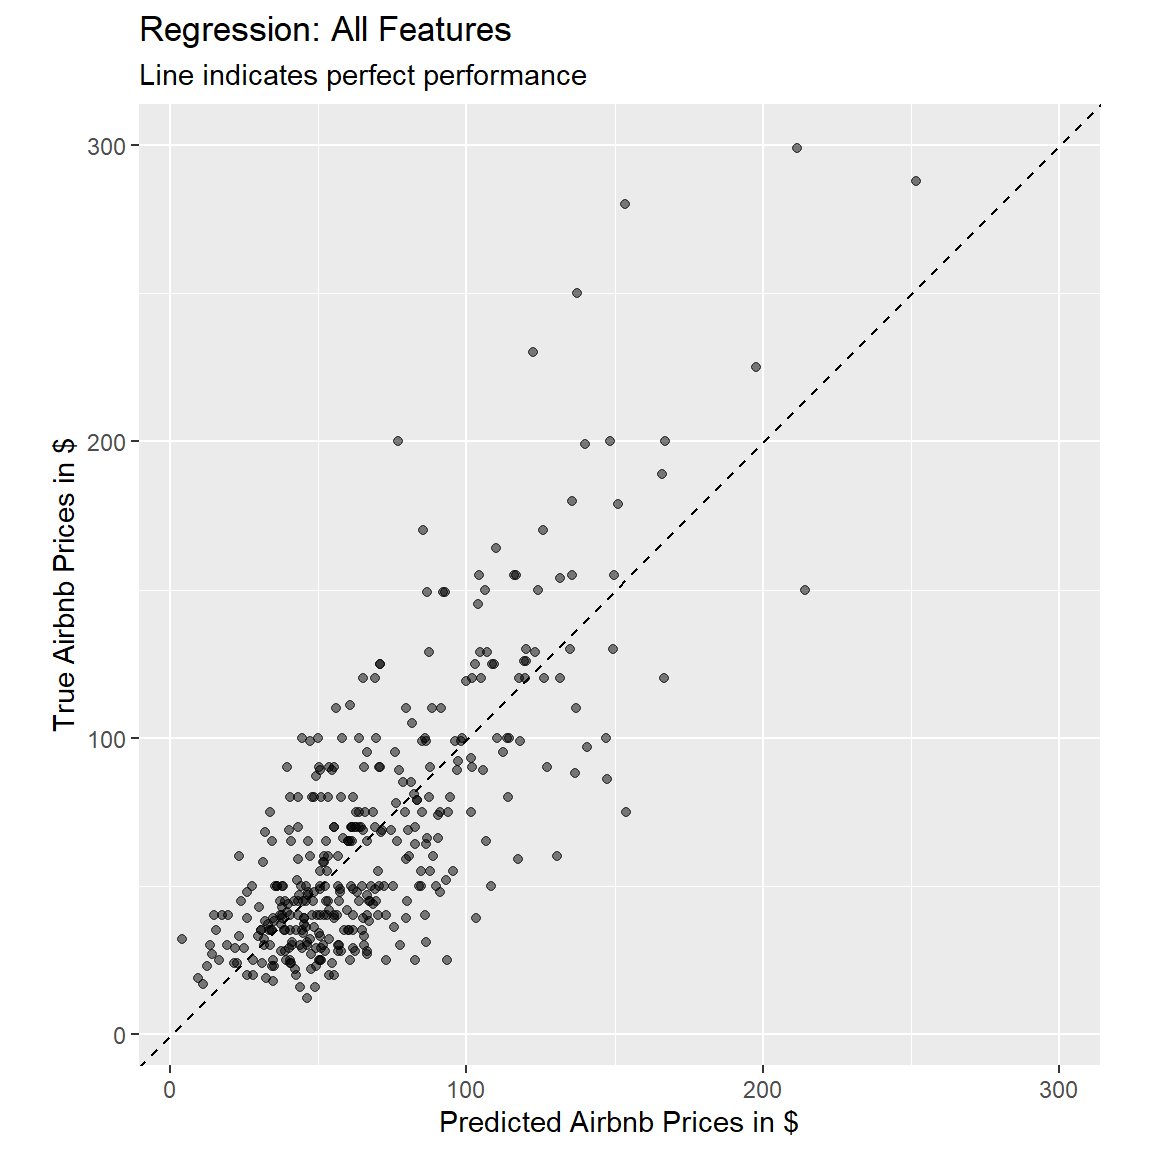 Regression: All Features
Line indicates perfect performance
True Airbnb Prices in $
300
200
100
0
0 100 200 300
Predicted Airbnb Prices in $